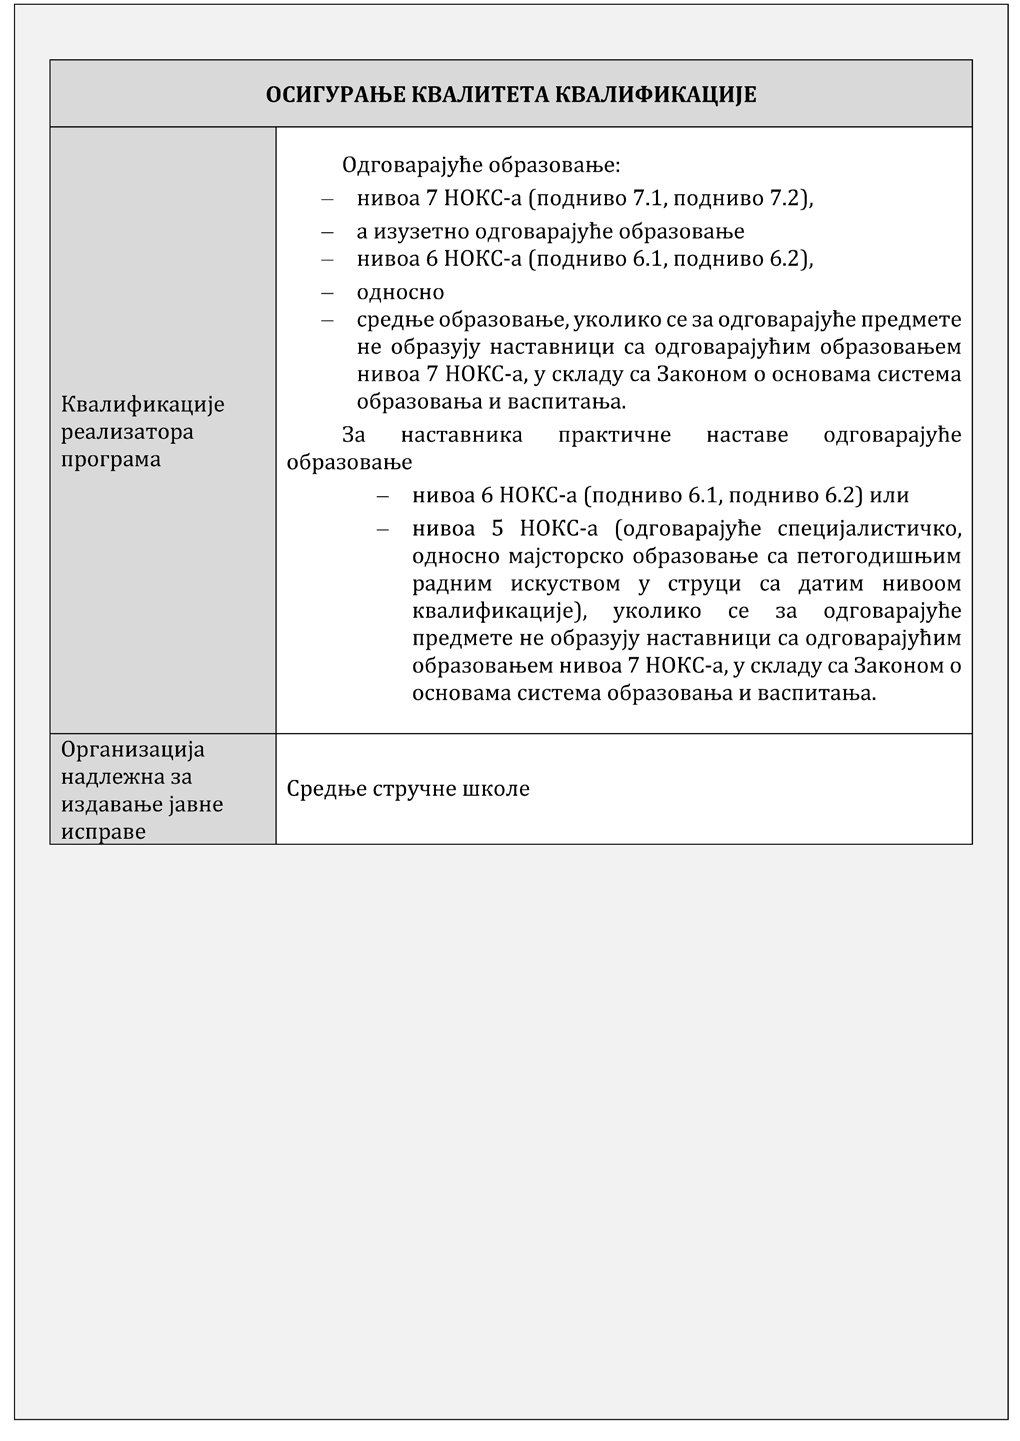 ОСИГУРАЊЕ КВАЛИТЕТА КВАЛИФИКАЦИЈЕ
Квалификације
реализатора
програма
Одговарајуће образовање:
– нивоа 7 НОКС-а (подниво 7.1, подниво 7.2),
– а изузетно одговарајуће образовање
– нивоа 6 НОКС-а (подниво 6.1, подниво 6.2),
– односно
– средње образовање, уколико се за одговарајуће предмете
не образују наставници са одговарајућим образовањем
нивоа 7 НОКС-а, у складу са Законом о основама система
образовања и васпитања.
За наставника практичне наставе одговарајуће
образовање
– нивоа 6 НОКС-а (подниво 6.1, подниво 6.2) или
– нивоа 5 НОКС-а (одговарајуће специјалистичко,
односно мајсторско образовање са петогодишњим
радним искуством у струци са датим нивоом
квалификације), уколико се за одговарајуће
предмете не образују наставници са одговарајућим
образовањем нивоа 7 НОКС-а, у складу са Законом о
основама система образовања и васпитања.
Организација
надлежна за
издавање јавне
исправе
Средње стручне школе